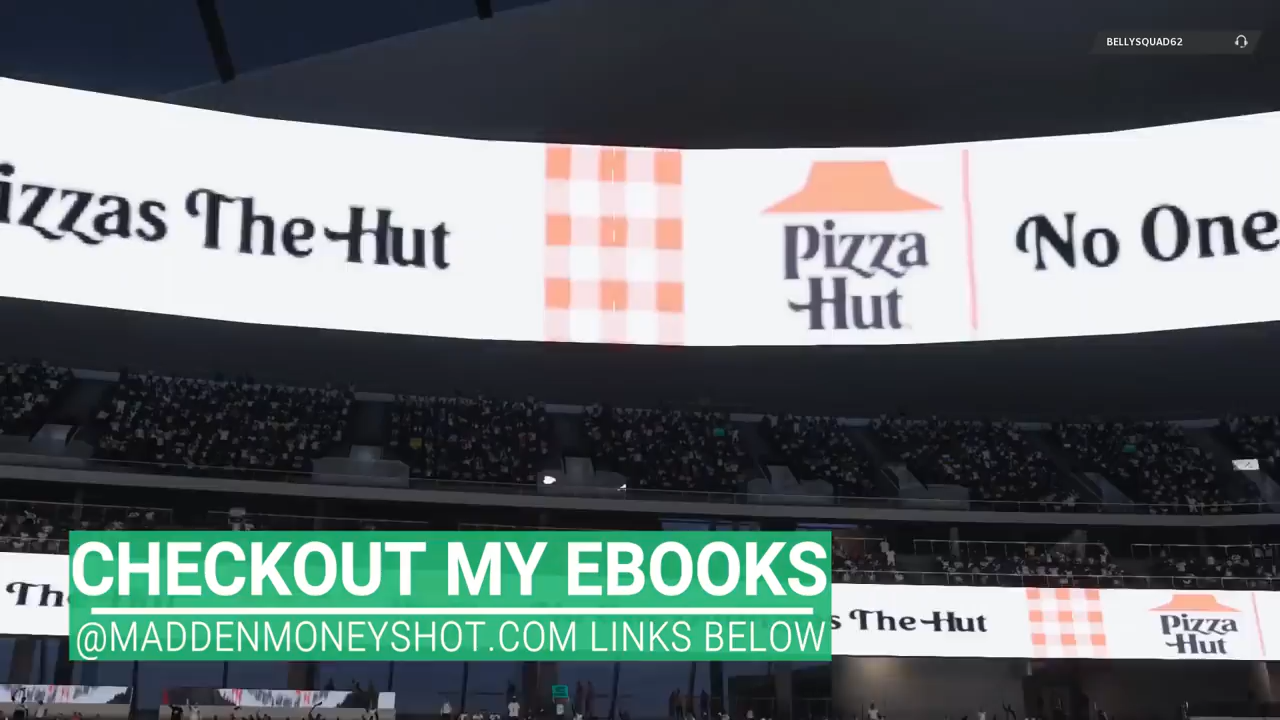 BELLYSQUAD62
izzas The Hut
Pizza
Hut
No One
CHECKOUT MY EBOOKS
@MADDENMONEYSHOT.COM LINKS BELOW
The
s The Hut
Pizza
Hut